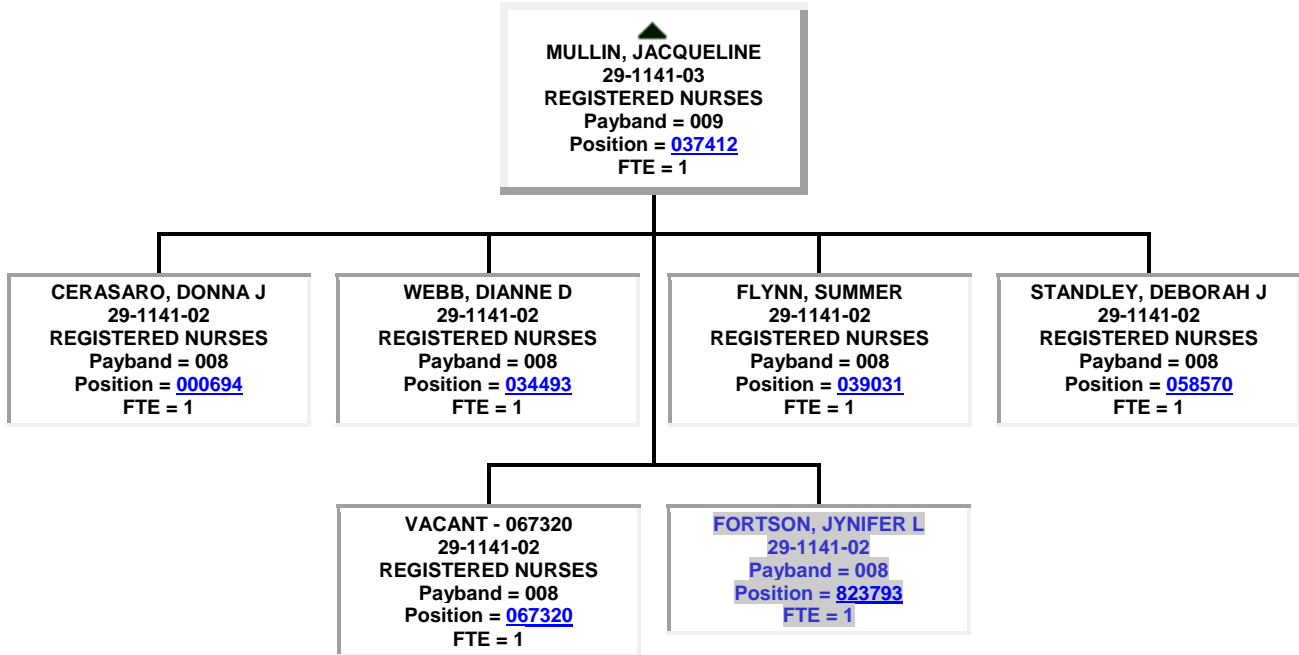 MULLIN, JACQUELINE
29-1141-03
REGISTERED NURSES
Payband = 009
Position = 037412
FTE = 1
CERASARO, DONNA J
29-1141-02
REGISTERED NURSES
Payband = 008
Position = 000694
FTE = 1
WEBB, DIANNE D
29-1141-02
REGISTERED NURSES
Payband = 008
Position = 034493
FTE = 1
FLYNN, SUMMER
29-1141-02
REGISTERED NURSES
Payband = 008
Position = 039031
FTE = 1
STANDLEY, DEBORAH J
29-1141-02
REGISTERED NURSES
Payband = 008
Position = 058570
FTE = 1
VACANT - 067320
29-1141-02
REGISTERED NURSES
Payband = 008
Position = 067320
FTE = 1
FORTSON, JYNIFER L
29-1141-02
Payband = 008
Position = 823793
FTE = 1